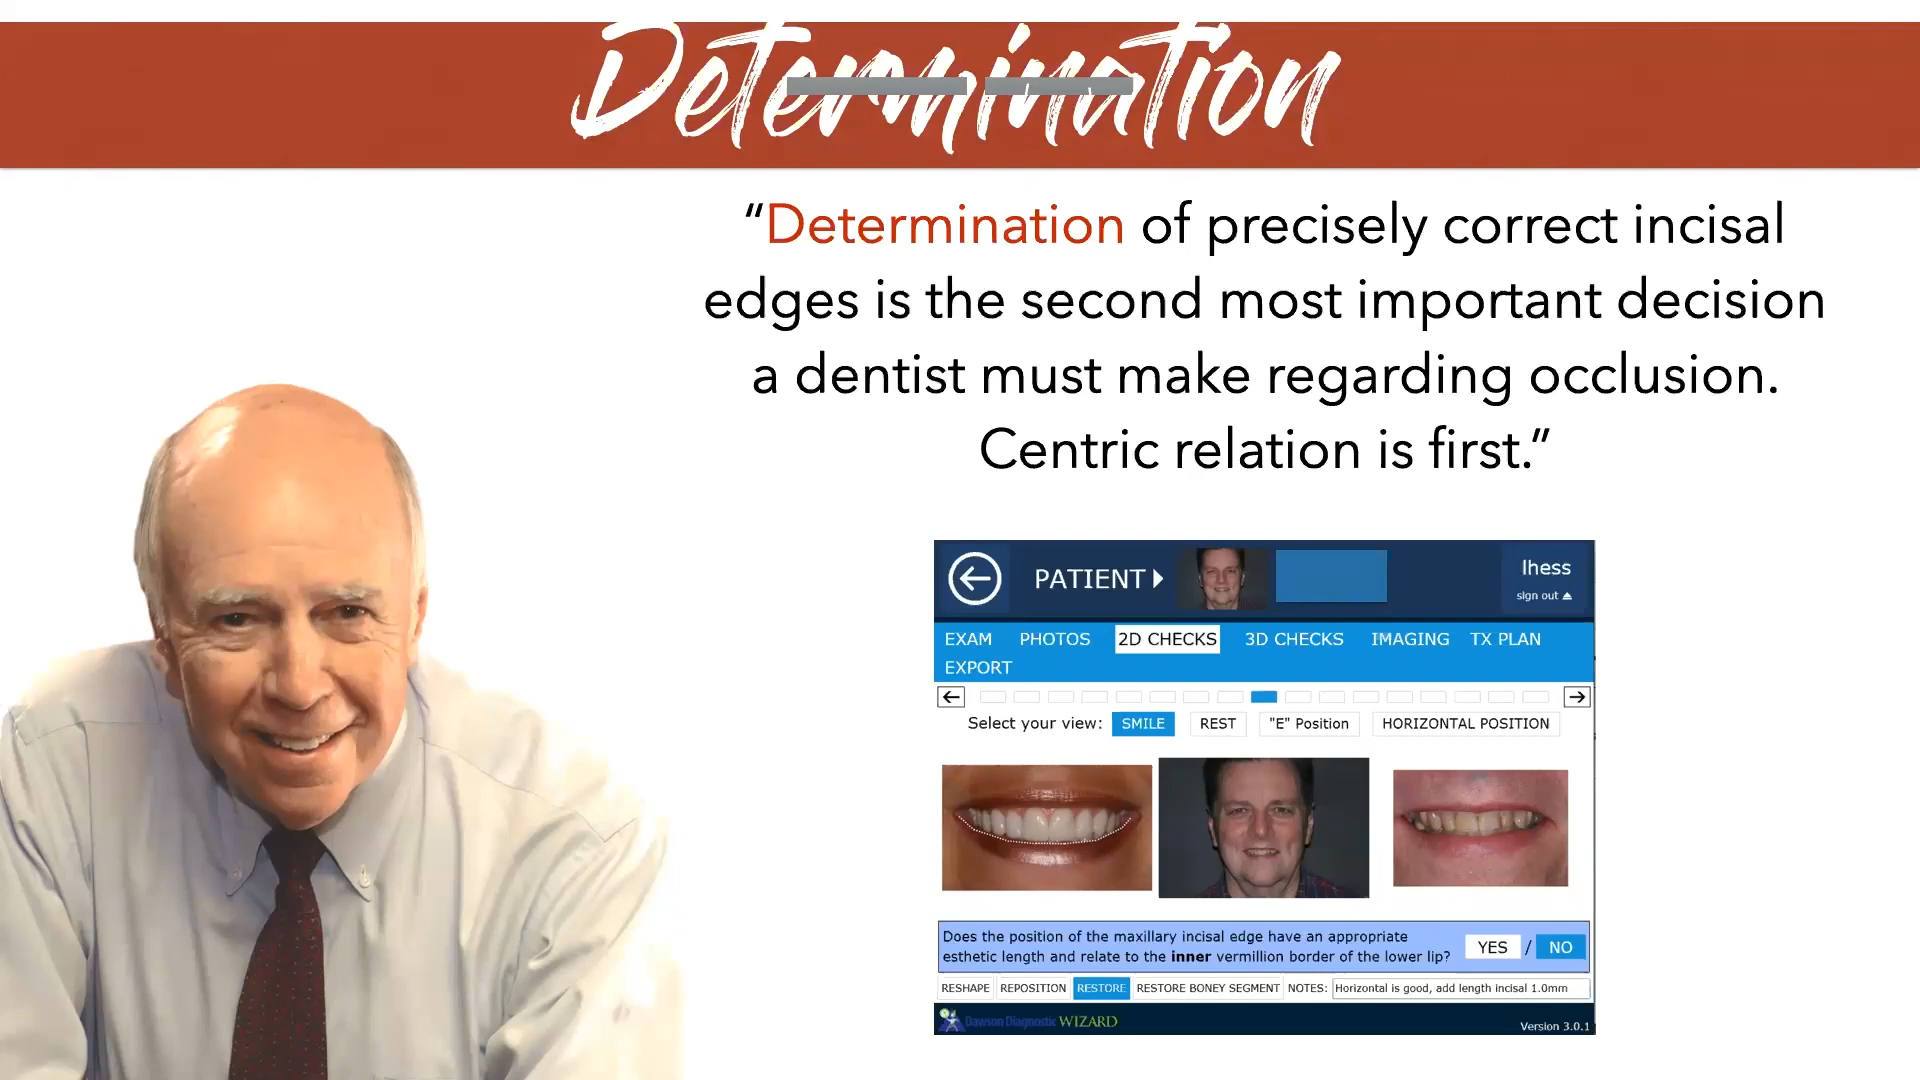 Determination
“Determination of precisely correct incisal
edges is the second most important decision
a dentist must make regarding occlusion.
Centric relation is first.”
PATIENT
lhess
sign out
EXAM PHOTOS 2D CHECKS 3D CHECKS IMAGING TX PLAN
EXPORT
Select your view: SMILE REST "E" Position HORIZONTAL POSITION
Does the position of the maxillary incisal edge have an appropriate
esthetic length and relate to the inner vermillion border of the lower lip?
YES / NO
RESHAPE REPOSITION RESTORE RESTORE BONEY SEGMENT NOTES: Horizontal is good, add length incisal 1.0mm
Dawson Diagnostic WIZARD
Version 3.0.1